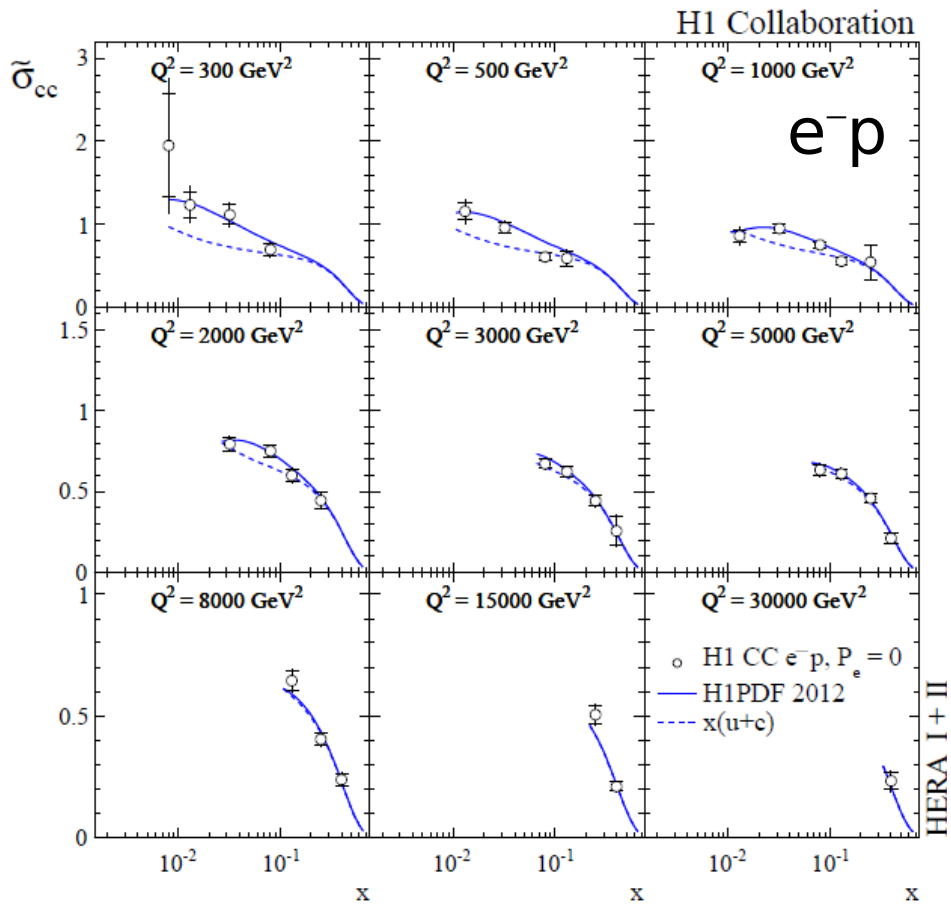 H1 Collaboration
σ̃cc
Q² = 300 GeV²
Q² = 500 GeV²
Q² = 1000 GeV²
e⁻p
3
2
1
0
Q² = 2000 GeV²
Q² = 3000 GeV²
Q² = 5000 GeV²
1.5
1
0.5
0
Q² = 8000 GeV²
Q² = 15000 GeV²
Q² = 30000 GeV²
1
0.5
0
H1 CC e⁻p, Pₑ = 0
H1PDF 2012
x(u+c)
HERA I + II
10⁻² 10⁻¹ 10⁻² 10⁻¹ 10⁻² 10⁻¹
x x x